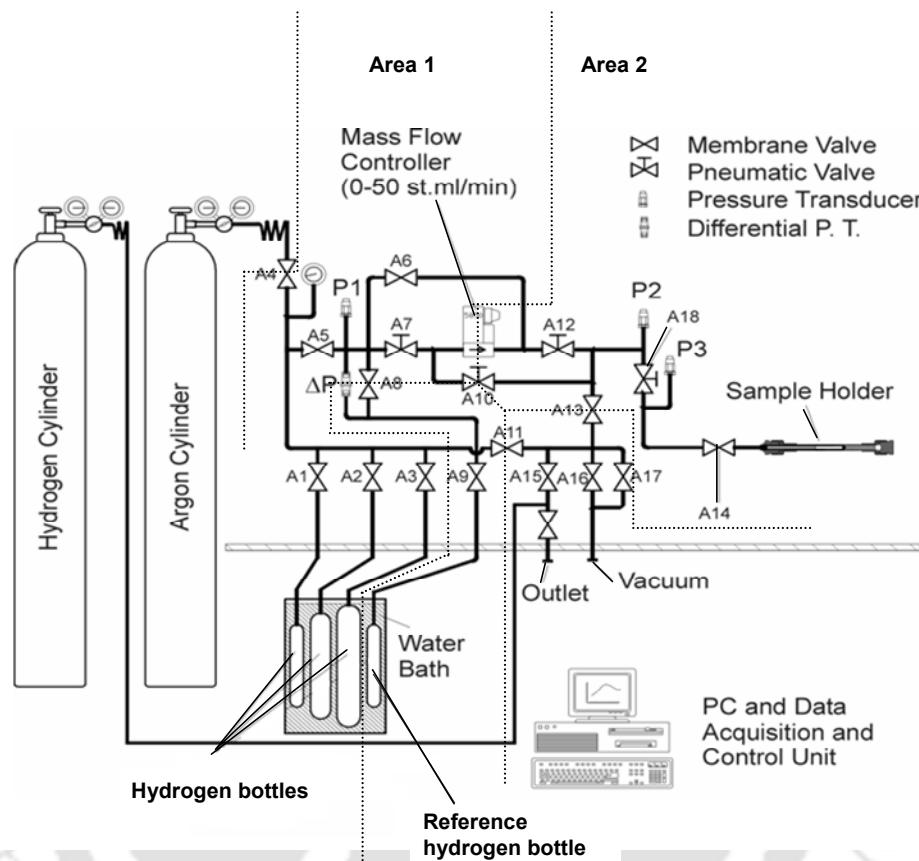 Area 1
Area 2
Mass Flow
Controller
(0-50 st.ml/min)
Membrane Valve
Pneumatic Valve
Pressure Transducer
Differential P. T.
A4
A6
P1
P2
A5
A7
A12
A18
P3
ΔP
A8
A10
A13
Sample Holder
A11
A1
A2
A3
A9
A15
A16
A17
A14
Hydrogen Cylinder
Argon Cylinder
Outlet
Vacuum
Water
Bath
PC and Data
Acquisition and
Control Unit
Hydrogen bottles
Reference
hydrogen bottle